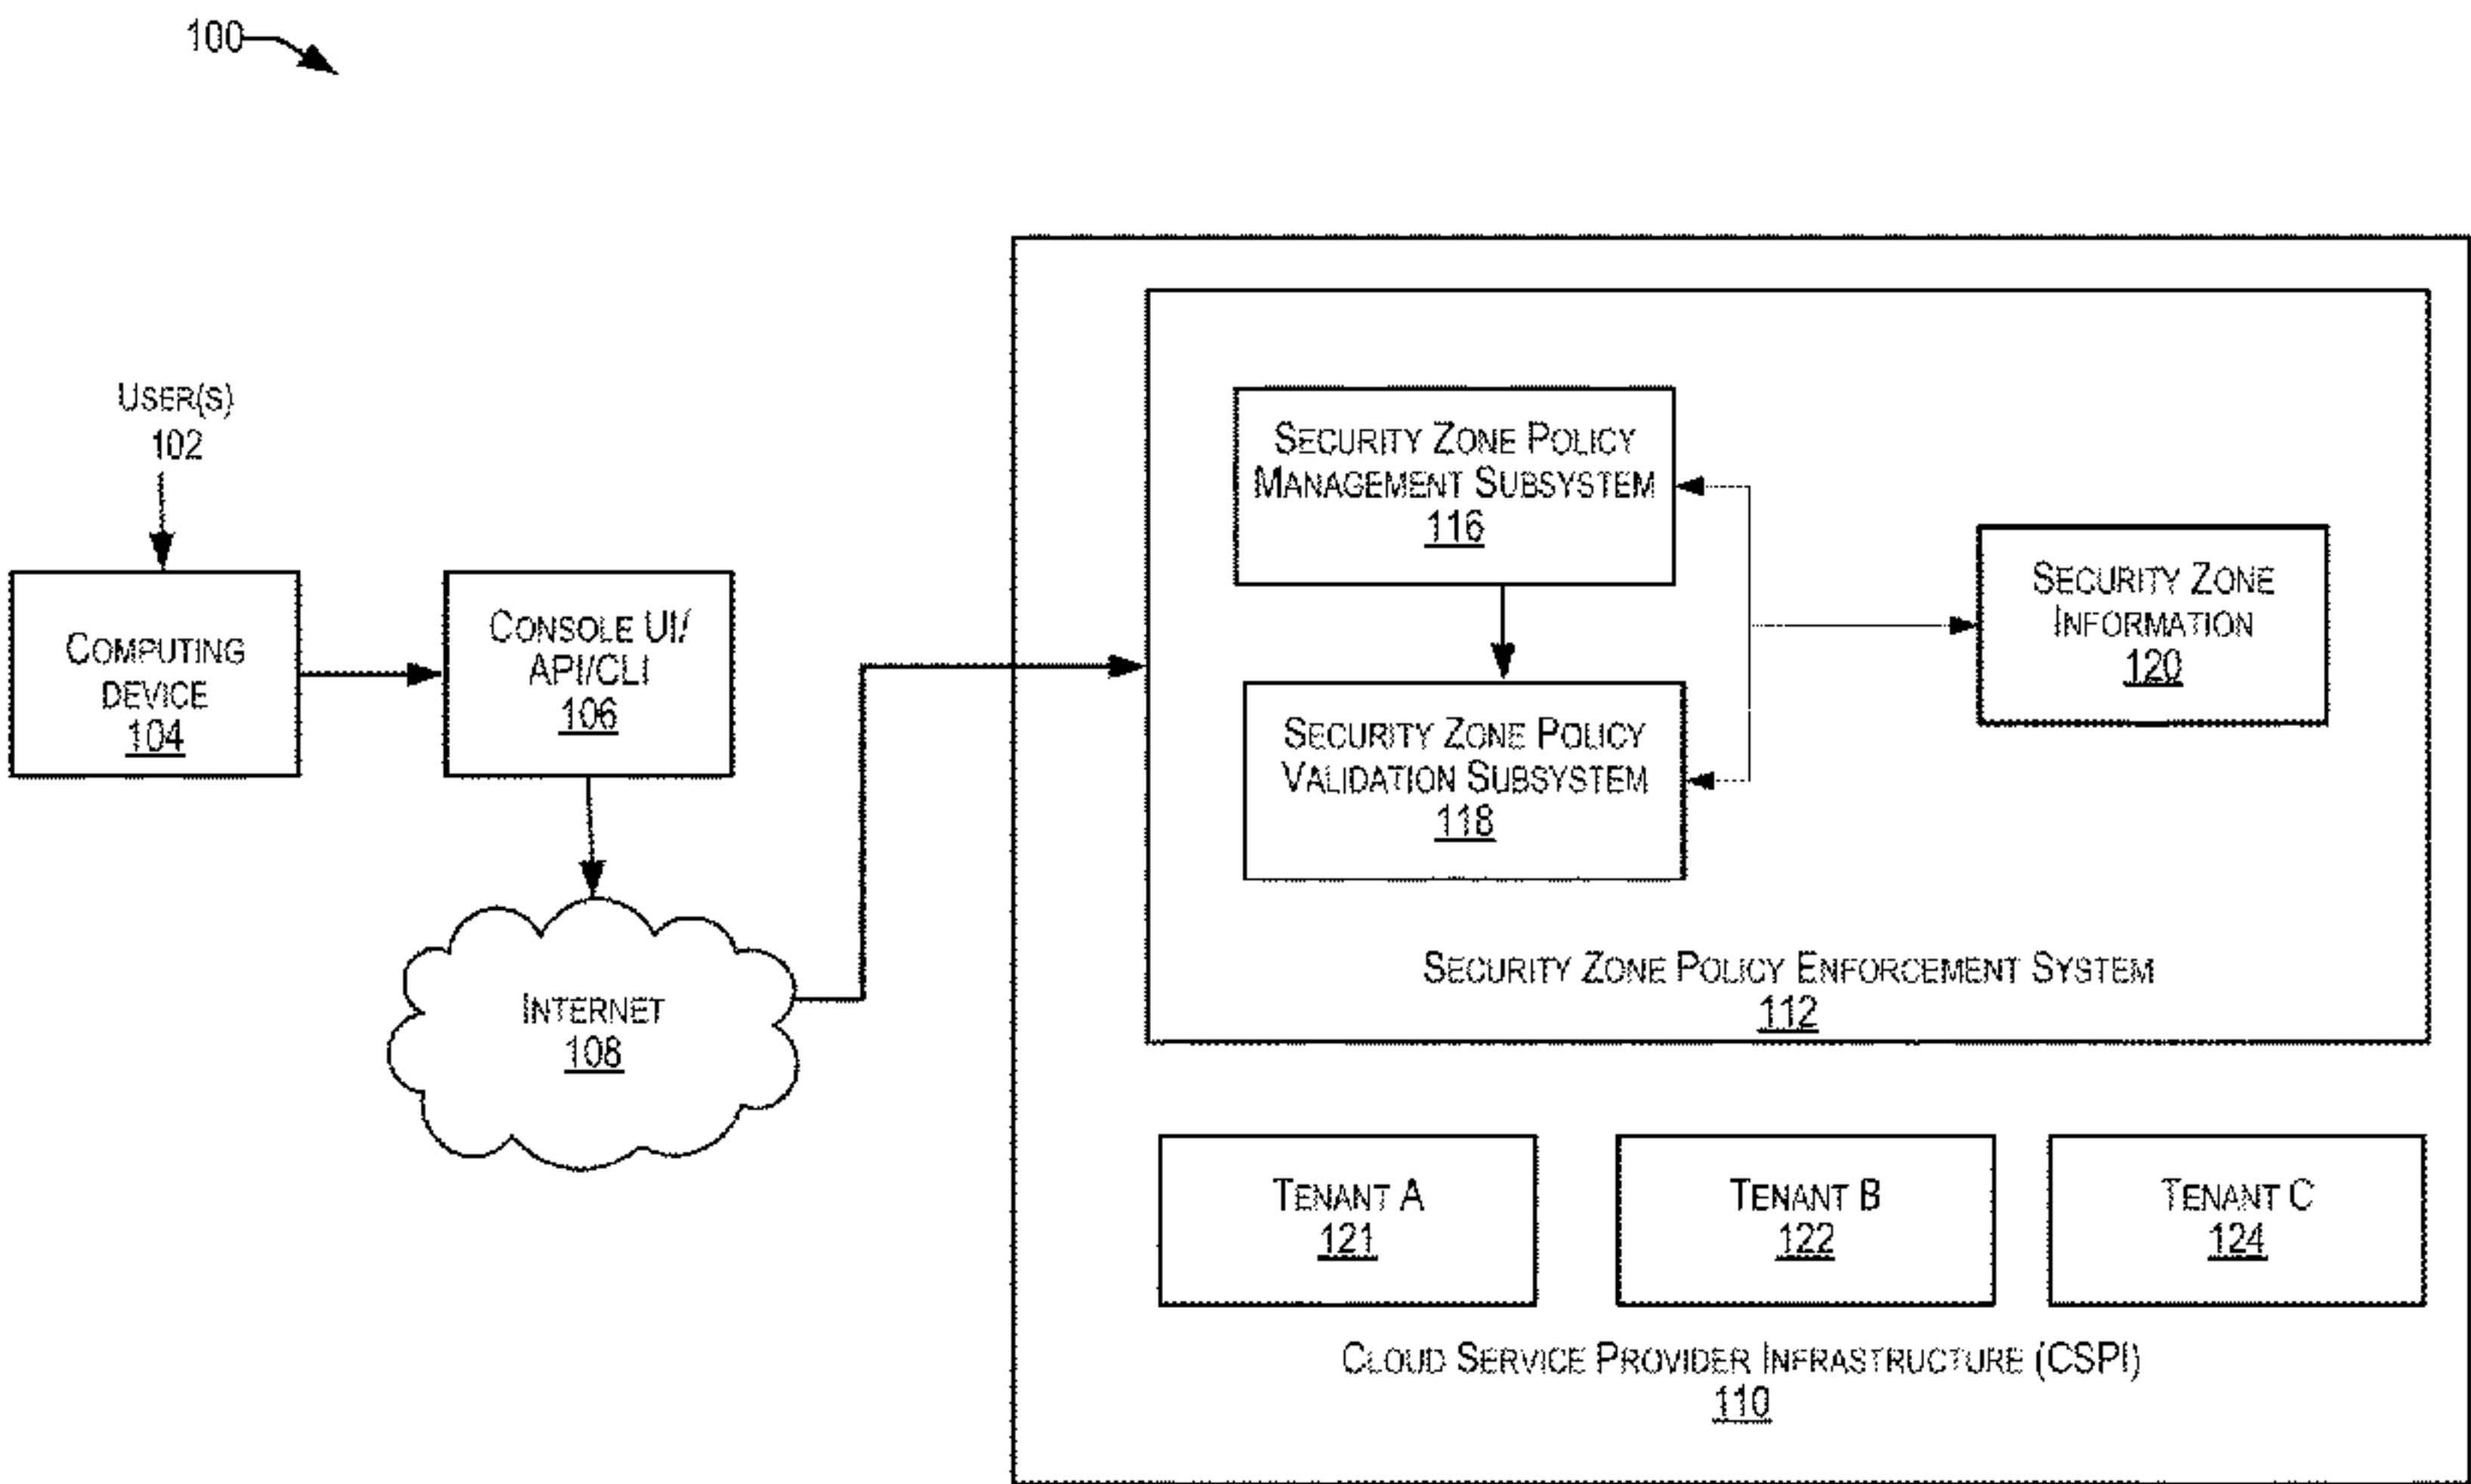 100
USER(S)
102
COMPUTING
DEVICE
104
CONSOLE UI/
API/CLI
106
INTERNET
108
SECURITY ZONE POLICY
MANAGEMENT SUBSYSTEM
116
SECURITY ZONE POLICY
VALIDATION SUBSYSTEM
118
SECURITY ZONE
INFORMATION
120
SECURITY ZONE POLICY ENFORCEMENT SYSTEM
112
TENANT A
121
TENANT B
122
TENANT C
124
CLOUD SERVICE PROVIDER INFRASTRUCTURE (CSPI)
110